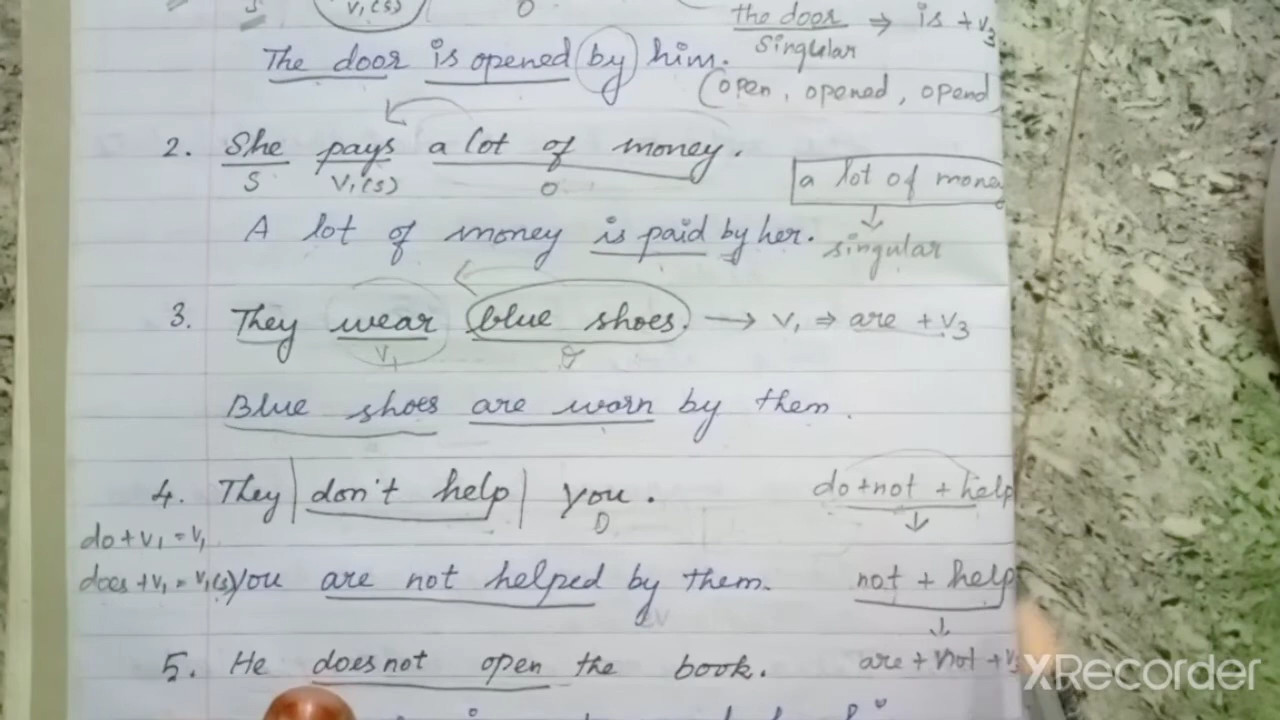 S V₁(s) O the door ⇒ is + v₃
Singular
The door is opened by him.
(open, opened, opend
2. She pays a lot of money.
S V₁(s) O a lot of money
A lot of money is paid by her. singular
3. They wear blue shoes. → V₁ ⇒ are + V₃
V₁ O
Blue shoes are worn by them.
4. They don't help you. do+not + help
O
do + V₁ = V₁
does + V₁ = V₁(s) You are not helped by them. not + help
5. He does not open the book. are + not + V₃
XRecorder